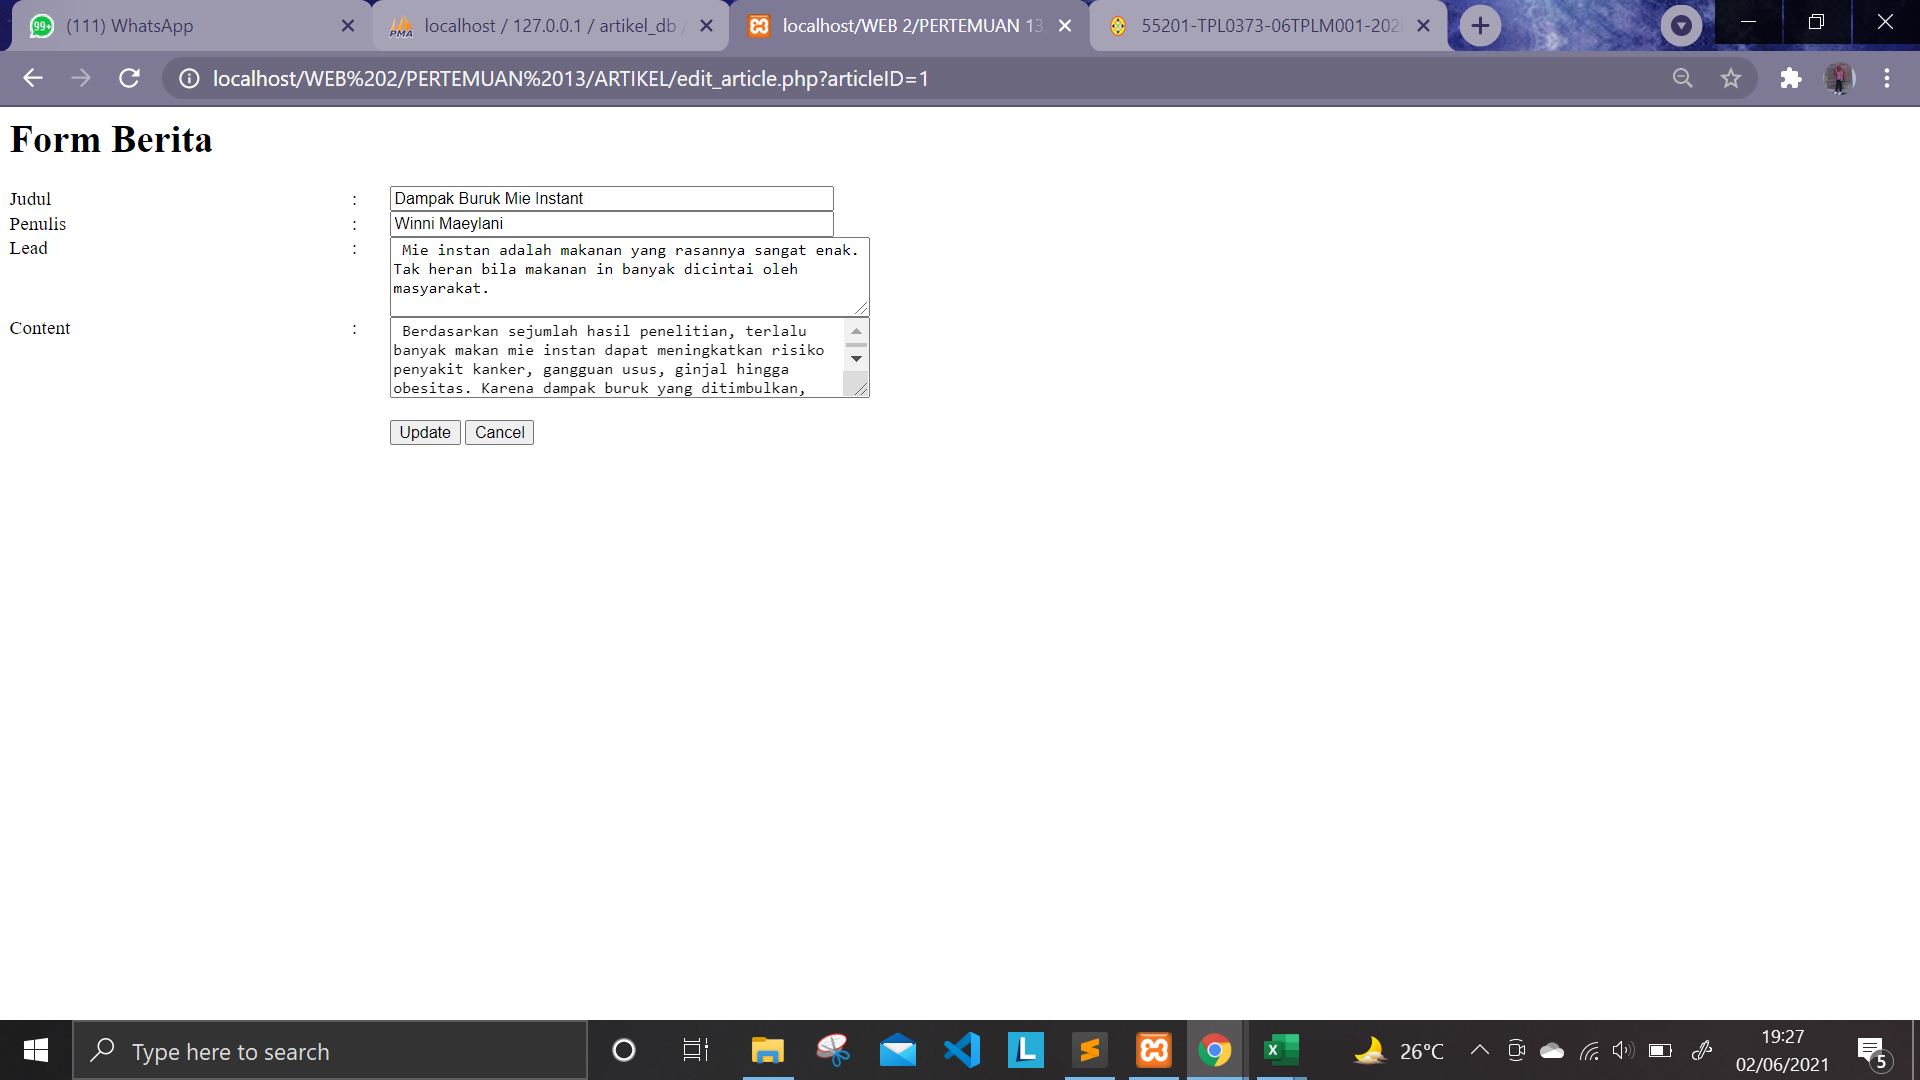 (111) WhatsApp
localhost / 127.0.0.1 / artikel_db /
localhost/WEB 2/PERTEMUAN 13
55201-TPL0373-06TPLM001-202
localhost/WEB%202/PERTEMUAN%2013/ARTIKEL/edit_article.php?articleID=1
Form Berita
Judul : Dampak Buruk Mie Instant
Penulis : Winni Maeylani
Lead : Mie instan adalah makanan yang rasannya sangat enak.
Tak heran bila makanan in banyak dicintai oleh
masyarakat.
Content : Berdasarkan sejumlah hasil penelitian, terlalu
banyak makan mie instan dapat meningkatkan risiko
penyakit kanker, gangguan usus, ginjal hingga
obesitas. Karena dampak buruk yang ditimbulkan,
Update Cancel
Type here to search
26°C
19:27
02/06/2021
5